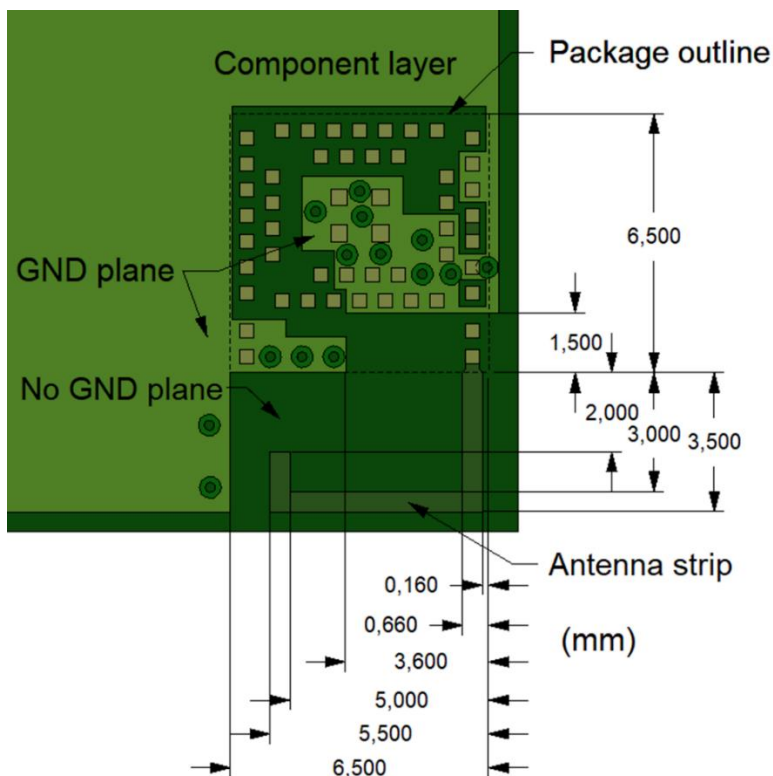 Component layer
Package outline
6,500
GND plane
1,500
No GND plane
2,000
3,000
3,500
Antenna strip
0,160
0,660
(mm)
3,600
5,000
5,500
6,500